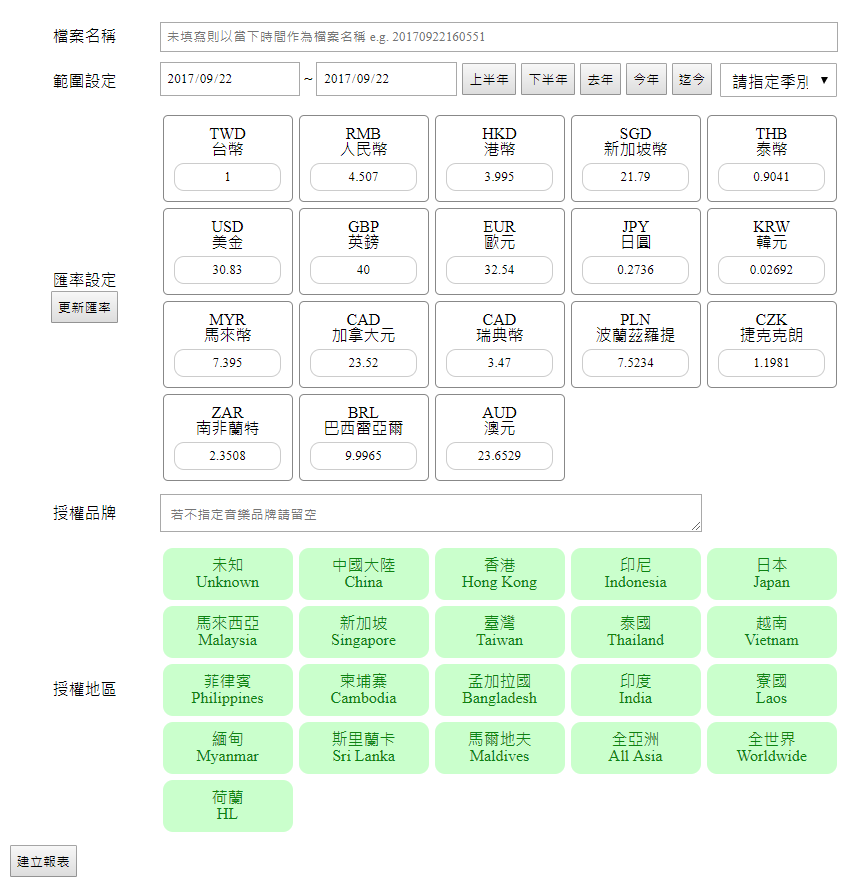 檔案名稱 未填寫則以當下時間作為檔案名稱 e.g. 20170922160551
範圍設定 2017/09/22 ~ 2017/09/22 上半年 下半年 去年 今年 迄今 請指定季別
TWD RMB HKD SGD THB
台幣 人民幣 港幣 新加坡幣 泰幣
1 4.507 3.995 21.79 0.9041
USD GBP EUR JPY KRW
美金 英鎊 歐元 日圓 韓元
30.83 40 32.54 0.2736 0.02692
匯率設定
更新匯率
MYR CAD CAD PLN CZK
馬來幣 加拿大元 瑞典幣 波蘭茲羅提 捷克克朗
7.395 23.52 3.47 7.5234 1.1981
ZAR BRL AUD
南非蘭特 巴西雷亞爾 澳元
2.3508 9.9965 23.6529
授權品牌 若不指定音樂品牌請留空
未知 中國大陸 香港 印尼 日本
Unknown China Hong Kong Indonesia Japan
馬來西亞 新加坡 臺灣 泰國 越南
Malaysia Singapore Taiwan Thailand Vietnam
授權地區
菲律賓 柬埔寨 孟加拉國 印度 寮國
Philippines Cambodia Bangladesh India Laos
緬甸 斯里蘭卡 馬爾地夫 全亞洲 全世界
Myanmar Sri Lanka Maldives All Asia Worldwide
荷蘭
HL
建立報表